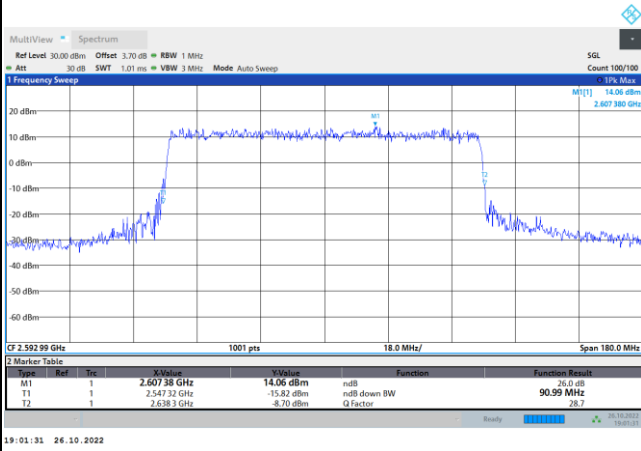 MultiView Spectrum
Ref Level 30.00 dBm Offset 3.70 dB RBW 1 MHz SGL
Att 30 dB SWT 1.01 ms VBW 3 MHz Mode Auto Sweep Count 100/100
1 Frequency Sweep 1Pk Max
M1[1] 14.06 dBm
2.607 380 GHz
M1
20 dBm
10 dBm
0 dBm
-10 dBm
T2
-20 dBm
-30 dBm
-40 dBm
-50 dBm
-60 dBm
CF 2.592 99 GHz 1001 pts 18.0 MHz/ Span 180.0 MHz
2 Marker Table
Type Ref Trc X-Value Y-Value Function Function Result
M1 1 2.607 38 GHz 14.06 dBm ndB 26.0 dB
T1 1 2.547 32 GHz -15.82 dBm ndB down BW 90.99 MHz
T2 1 2.638 3 GHz -8.70 dBm Q Factor 28.7
Ready 26.10.2022
19:01:31
19:01:31 26.10.2022